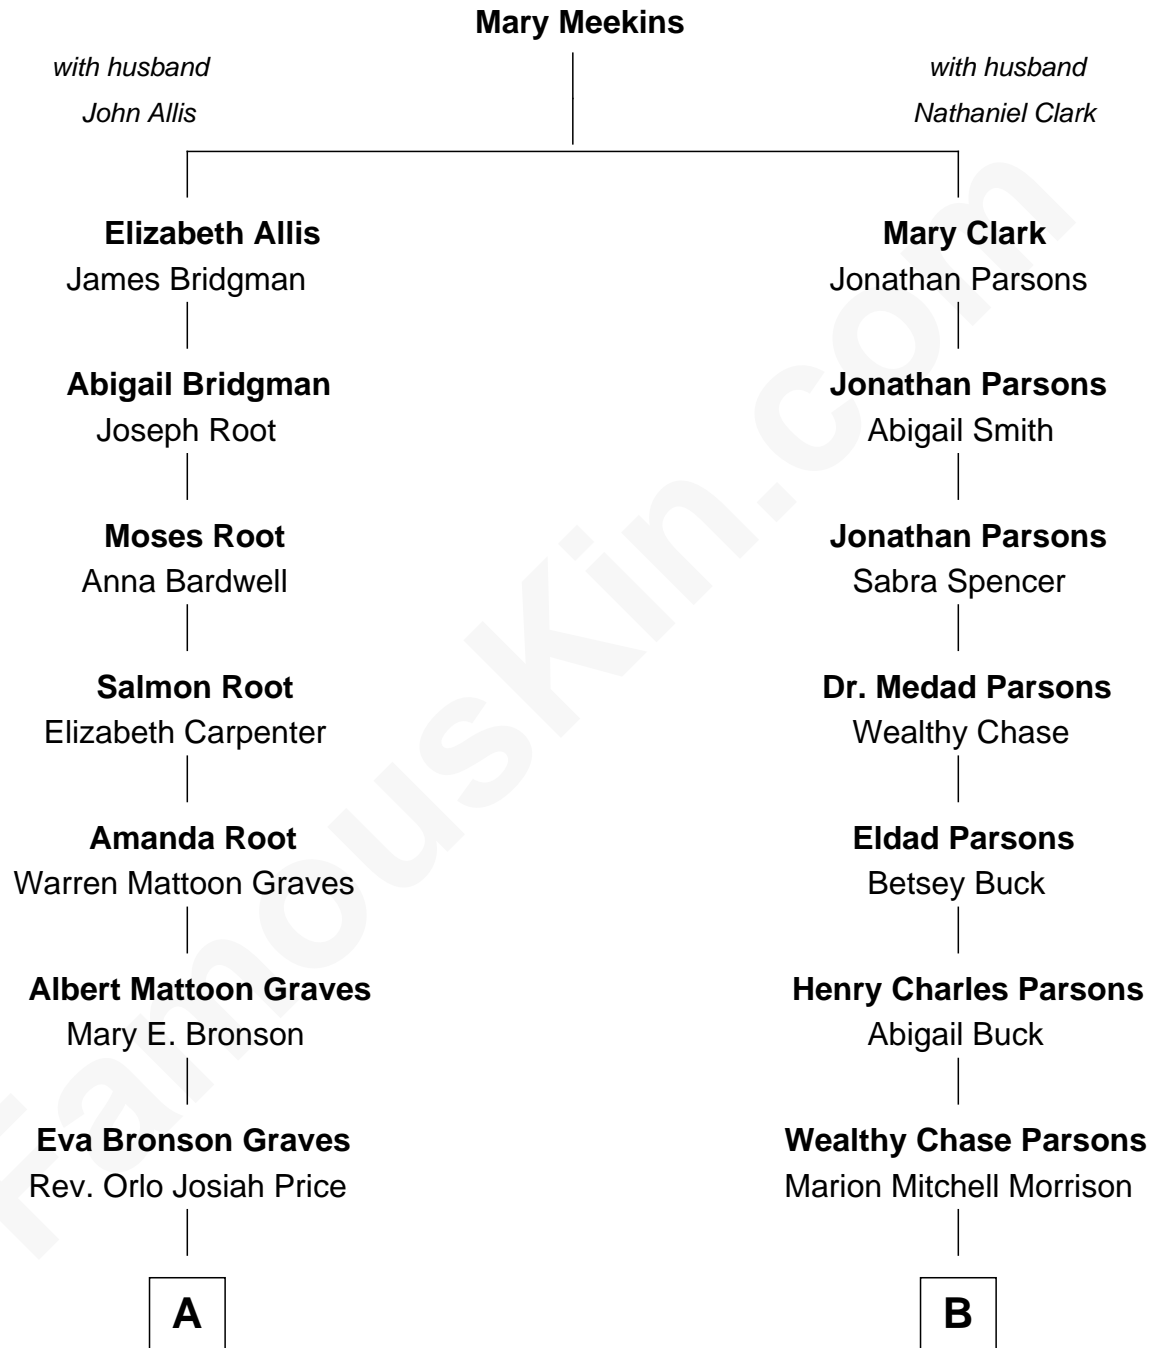 Mary Meekins
with husband
John Allis
with husband
Nathaniel Clark
Elizabeth Allis
James Bridgman
Mary Clark
Jonathan Parsons
Abigail Bridgman
Joseph Root
Jonathan Parsons
Abigail Smith
Moses Root
Anna Bardwell
Jonathan Parsons
Sabra Spencer
Salmon Root
Elizabeth Carpenter
Dr. Medad Parsons
Wealthy Chase
Amanda Root
Warren Mattoon Graves
Eldad Parsons
Betsey Buck
Albert Mattoon Graves
Mary E. Bronson
Henry Charles Parsons
Abigail Buck
Eva Bronson Graves
Rev. Orlo Josiah Price
Wealthy Chase Parsons
Marion Mitchell Morrison
A
B
FamousKin.com